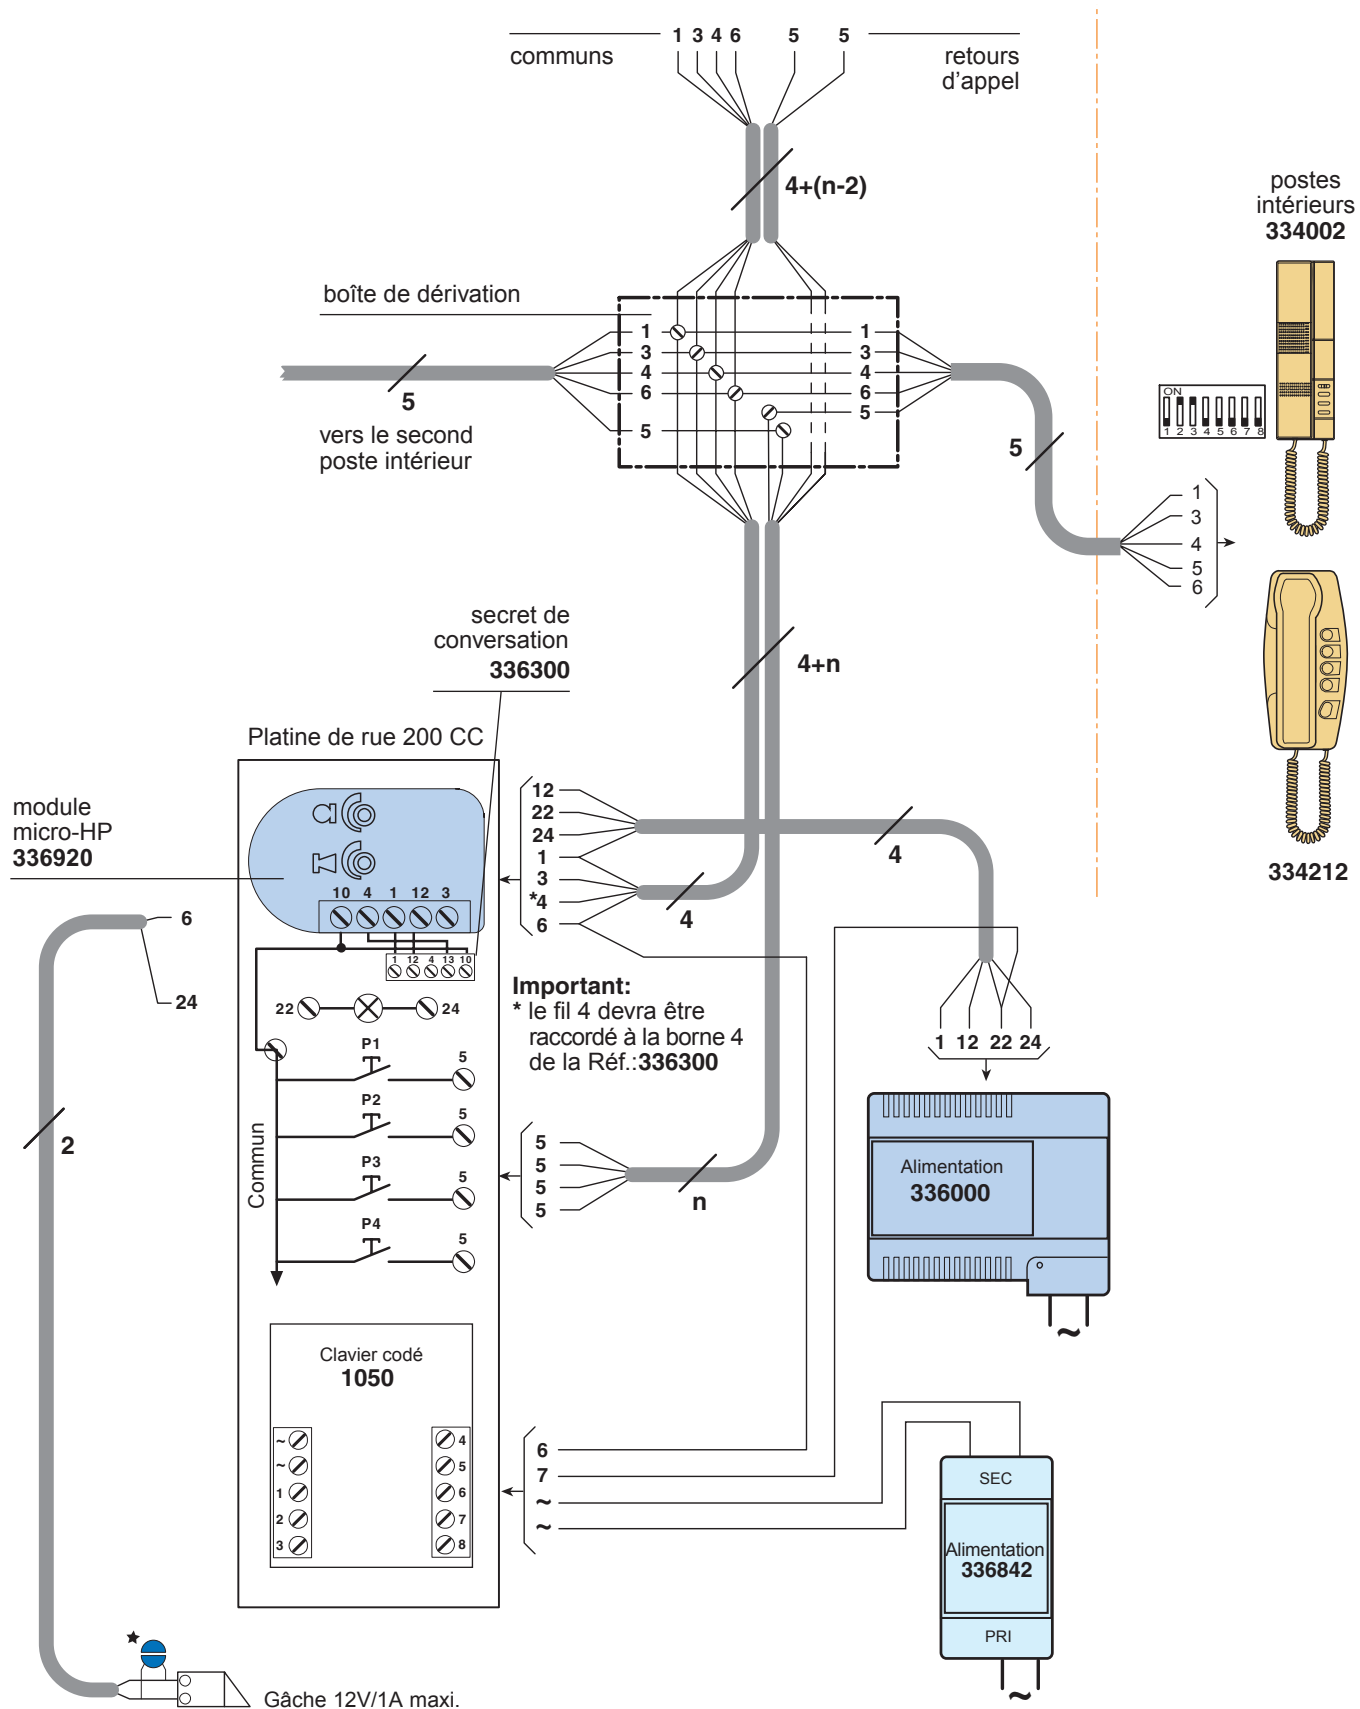 communs 1 3 4 6 5 5 retours
d'appel
4+(n-2)
postes
intérieurs
334002
boîte de dérivation
1 1
3 3
4 4
6 6
5
5
5
vers le second
poste intérieur
5
ON
1 2 3 4 5 6 7 8
1
3
4
5
6
secret de
conversation
336300
4+n
334212
Platine de rue 200 CC
module
micro-HP
336920
10 4 1 12 3
1 12 4 13 10
12
22
24
1
3
*4
6
4
4
6
24
22 24
Important:
* le fil 4 devra être
raccordé à la borne 4
de la Réf.:336300
1 12 22 24
P1 5
P2 5
P3 5
P4 5
Commun
2
5
5
5
5
n
Alimentation
336000
~
Clavier codé
1050
~ 4
~ 5
1 6
2 7
3 8
6
7
~
~
SEC
Alimentation
336842
PRI
~
★
Gâche 12V/1A maxi.